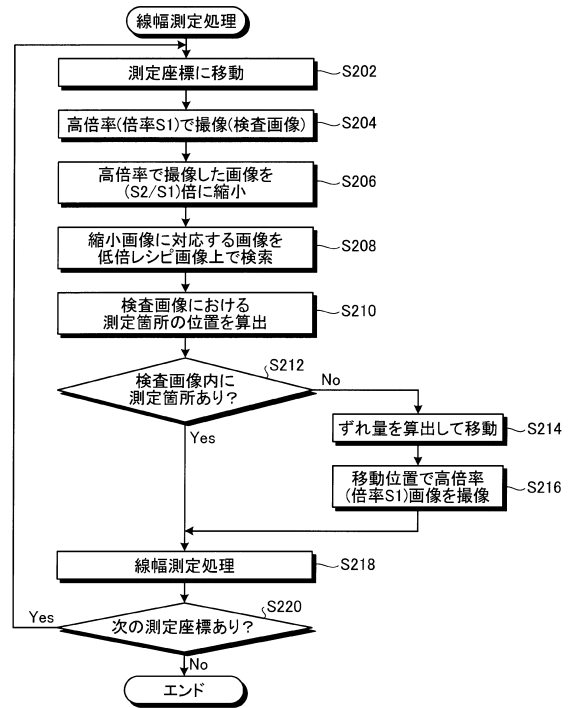 線幅測定処理
測定座標に移動
S202
高倍率(倍率S1)で撮像(検査画像)
S204
高倍率で撮像した画像を
(S2/S1)倍に縮小
S206
縮小画像に対応する画像を
低倍レシピ画像上で検索
S208
検査画像における
測定箇所の位置を算出
S210
S212
検査画像内に
測定箇所あり?
No
Yes
ずれ量を算出して移動
S214
移動位置で高倍率
(倍率S1)画像を撮像
S216
線幅測定処理
S218
S220
Yes
次の測定座標あり?
No
エンド